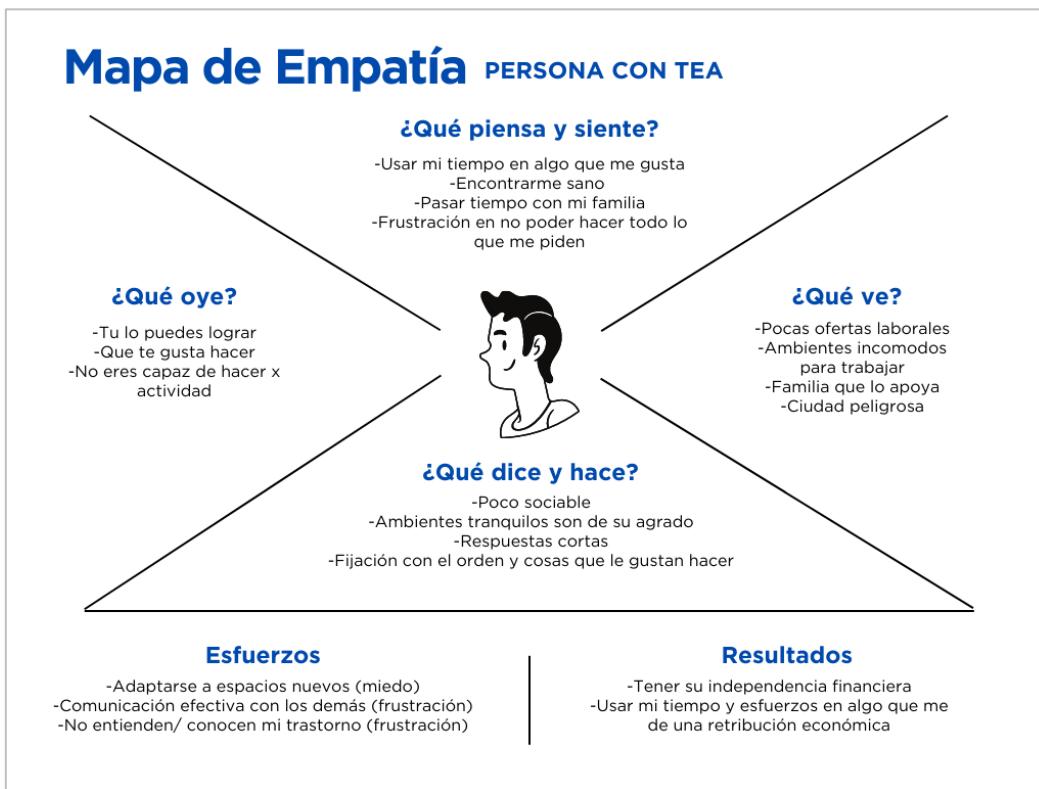 Mapa de Empatía PERSONA CON TEA
¿Qué piensa y siente?
-Usar mi tiempo en algo que me gusta
-Encontrarme sano
-Pasar tiempo con mi familia
-Frustración en no poder hacer todo lo
que me piden
¿Qué oye?
-Tu lo puedes lograr
-Que te gusta hacer
-No eres capaz de hacer x
actividad
¿Qué ve?
-Pocas ofertas laborales
-Ambientes incomodos
para trabajar
-Familia que lo apoya
-Ciudad peligrosa
¿Qué dice y hace?
-Poco sociable
-Ambientes tranquilos son de su agrado
-Respuestas cortas
-Fijación con el orden y cosas que le gustan hacer
Esfuerzos
-Adaptarse a espacios nuevos (miedo)
-Comunicación efectiva con los demás (frustración)
-No entienden/ conocen mi trastorno (frustración)
Resultados
-Tener su independencia financiera
-Usar mi tiempo y esfuerzos en algo que me
de una retribución económica